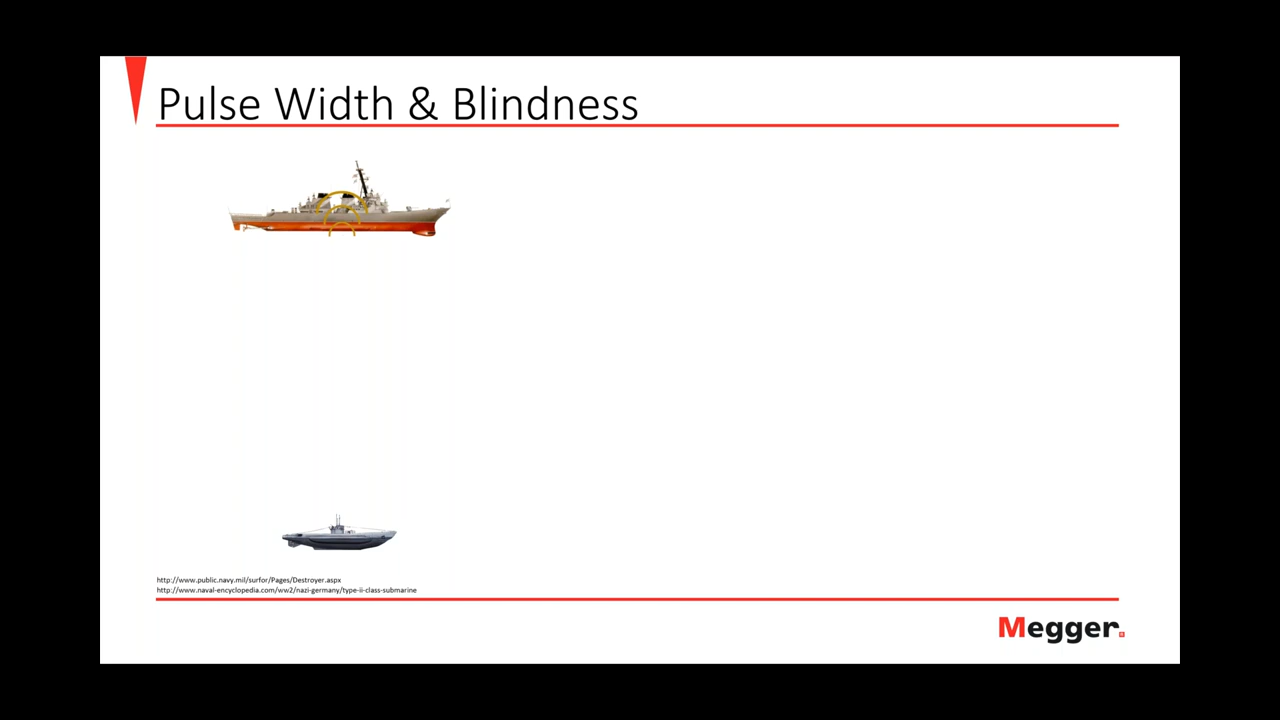 Pulse Width & Blindness
http://www.public.navy.mil/surfor/Pages/Destroyer.aspx
http://www.naval-encyclopedia.com/ww2/nazi-germany/type-ii-class-submarine
Megger.